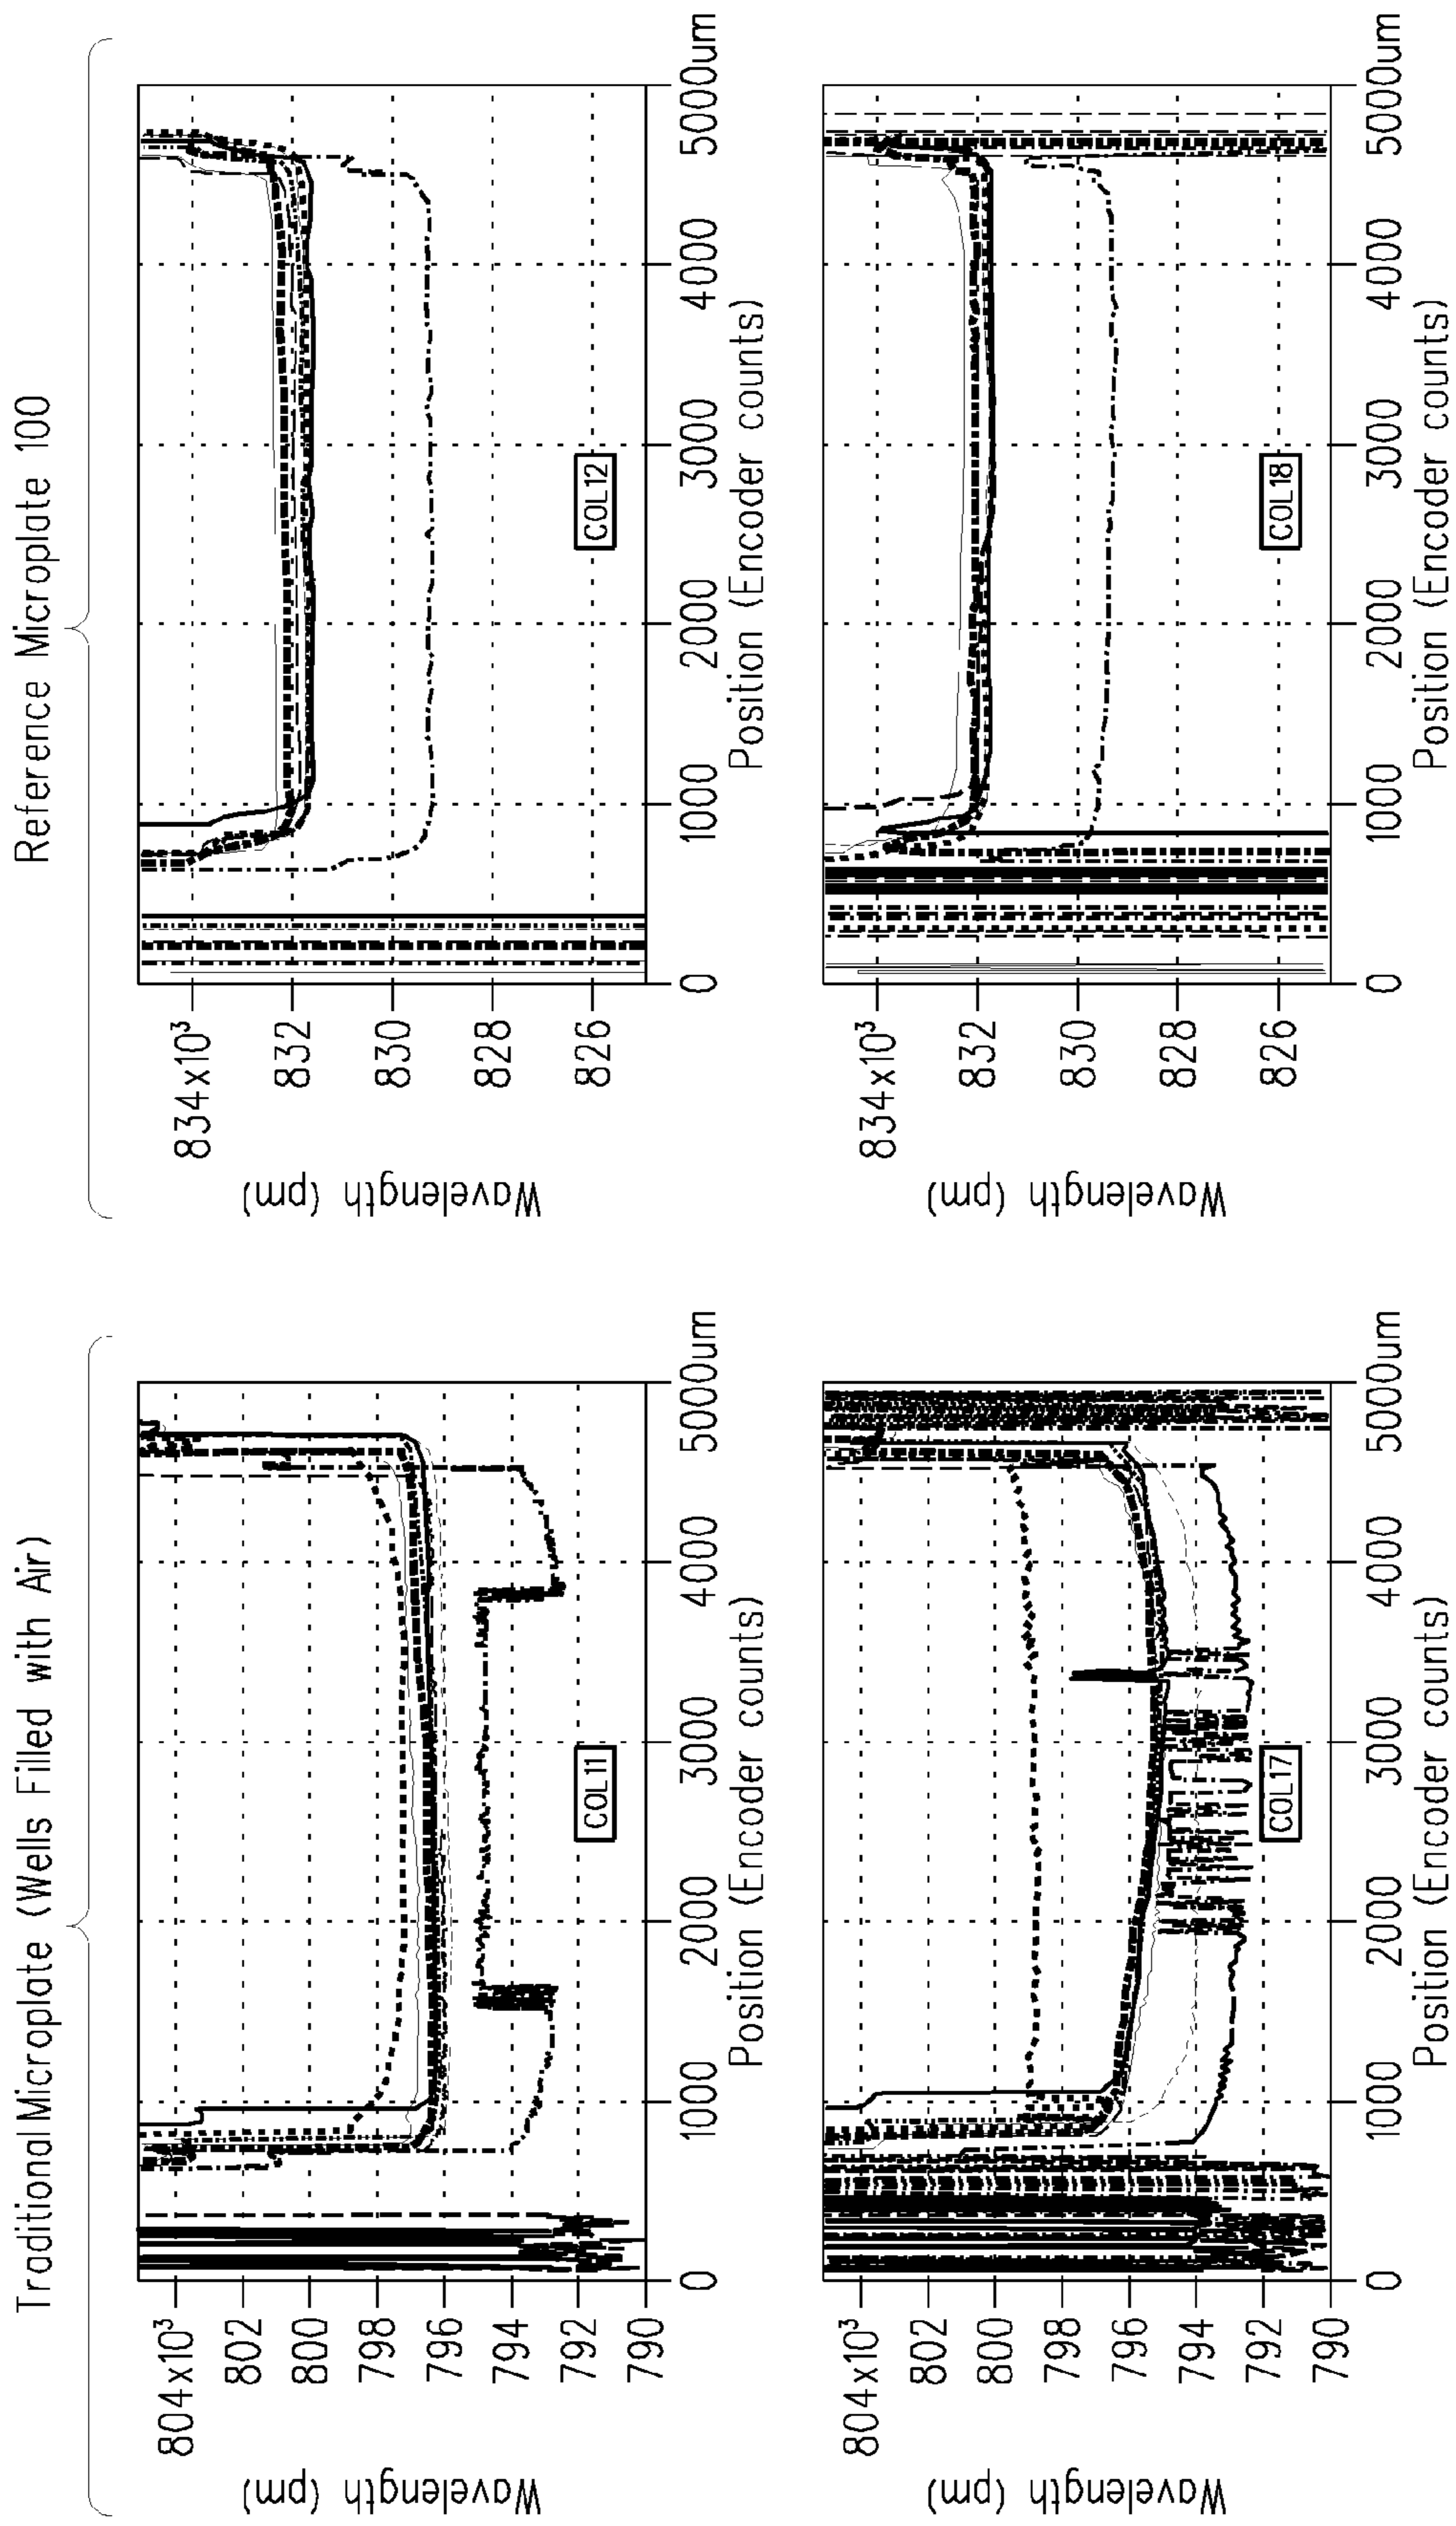 Traditional Microplate (Wells Filled with Air)
Wavelength (pm)
804x10³
802
800
798
796
794
792
790
COL11
0
1000
2000
3000
4000
5000um
Position (Encoder counts)
Wavelength (pm)
804x10³
802
800
798
796
794
792
790
COL17
0
1000
2000
3000
4000
5000um
Position (Encoder counts)
Reference Microplate 100
Wavelength (pm)
834x10³
832
830
828
826
COL12
0
1000
2000
3000
4000
5000um
Position (Encoder counts)
Wavelength (pm)
834x10³
832
830
828
826
COL18
0
1000
2000
3000
4000
5000um
Position (Encoder counts)